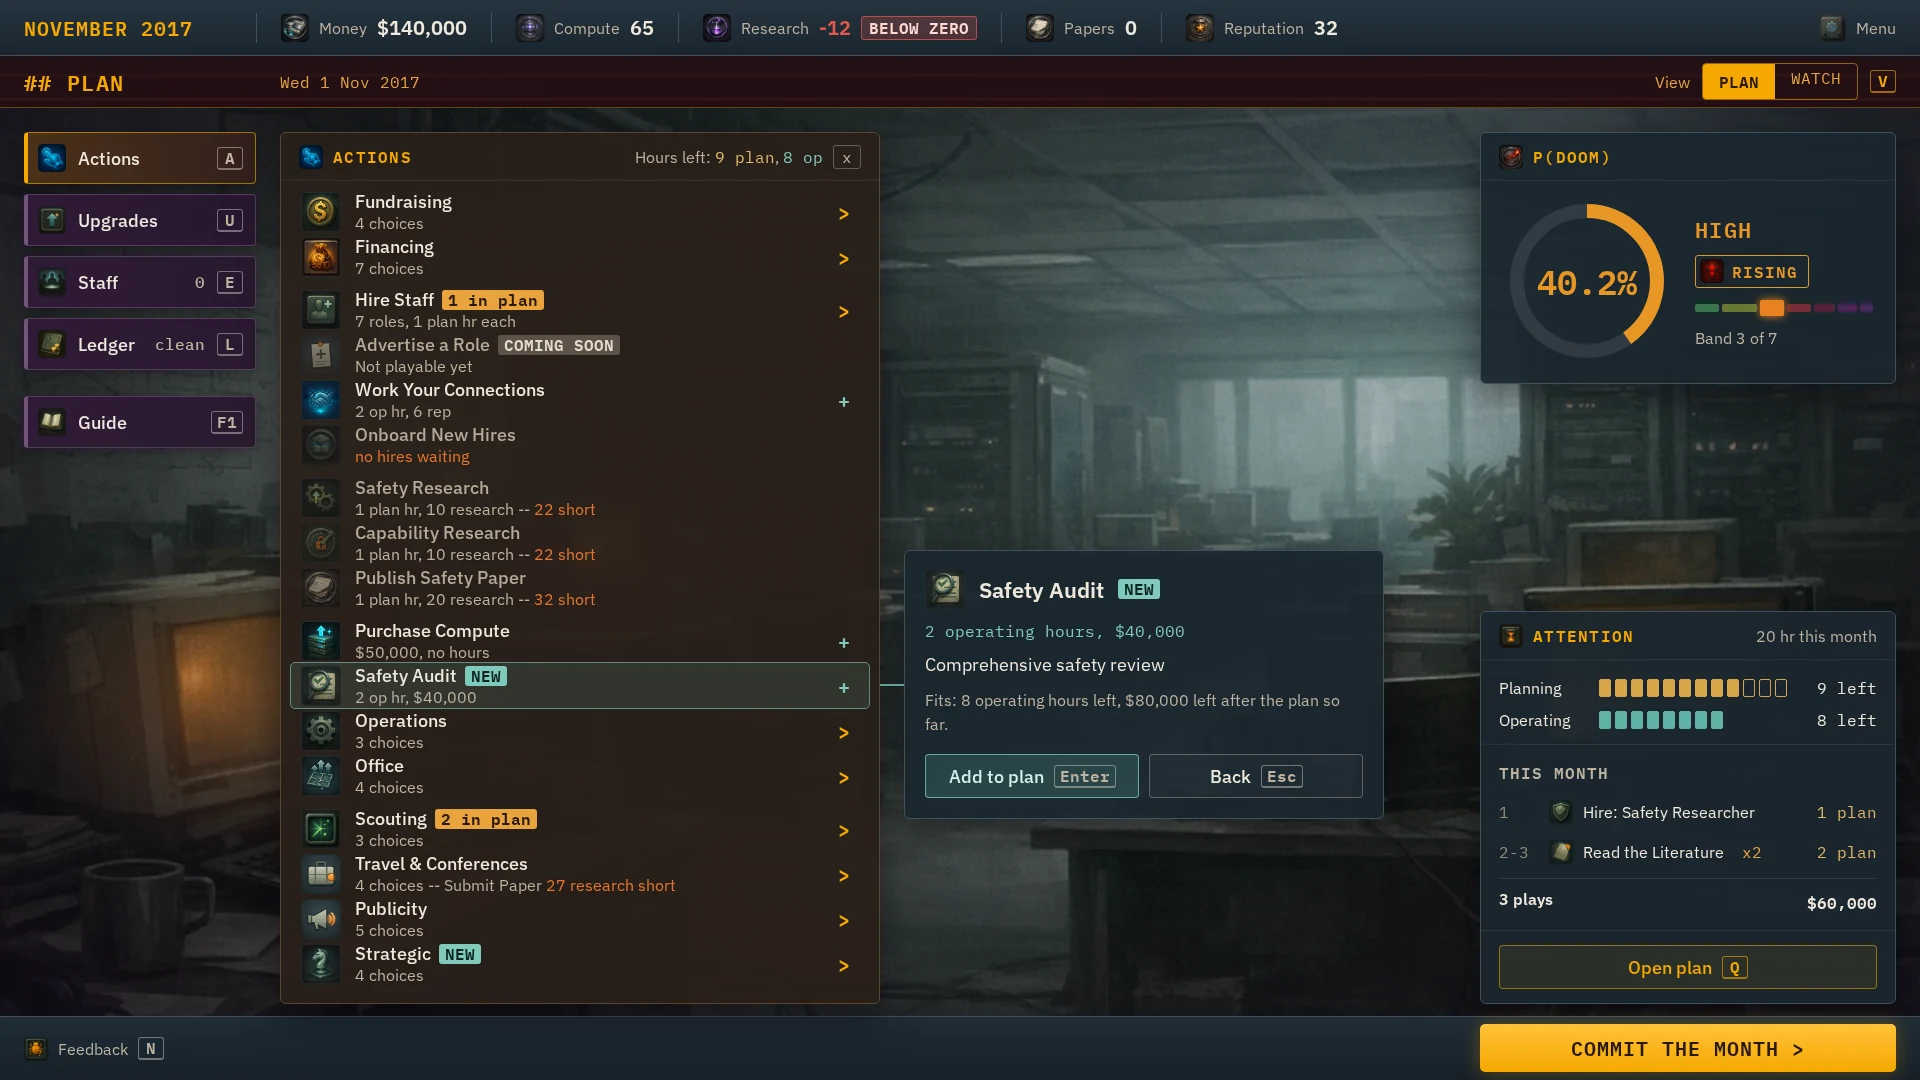 NOVEMBER 2017
Money $140,000
Compute 65
Research -12 BELOW ZERO
Papers 0
Reputation 32
Menu
## PLAN
Wed 1 Nov 2017
View PLAN WATCH V
Actions A
Upgrades U
Staff 0 E
Ledger clean L
Guide F1
ACTIONS
Hours left: 9 plan, 8 op x
Fundraising
4 choices >
Financing
7 choices >
Hire Staff 1 in plan
7 roles, 1 plan hr each >
Advertise a Role COMING SOON
Not playable yet
Work Your Connections
2 op hr, 6 rep +
Onboard New Hires
no hires waiting
Safety Research
1 plan hr, 10 research -- 22 short
Capability Research
1 plan hr, 10 research -- 22 short
Publish Safety Paper
1 plan hr, 20 research -- 32 short
Purchase Compute
$50,000, no hours +
Safety Audit NEW
2 op hr, $40,000 +
Operations
3 choices >
Office
4 choices >
Scouting 2 in plan
3 choices >
Travel & Conferences
4 choices -- Submit Paper 27 research short >
Publicity
5 choices >
Strategic NEW
4 choices >
Safety Audit NEW
2 operating hours, $40,000
Comprehensive safety review
Fits: 8 operating hours left, $80,000 left after the plan so
far.
Add to plan Enter
Back Esc
P(DOOM)
40.2%
HIGH
RISING
Band 3 of 7
ATTENTION 20 hr this month
Planning 9 left
Operating 8 left
THIS MONTH
1 Hire: Safety Researcher 1 plan
2-3 Read the Literature x2 2 plan
3 plays $60,000
Open plan Q
Feedback N
COMMIT THE MONTH >